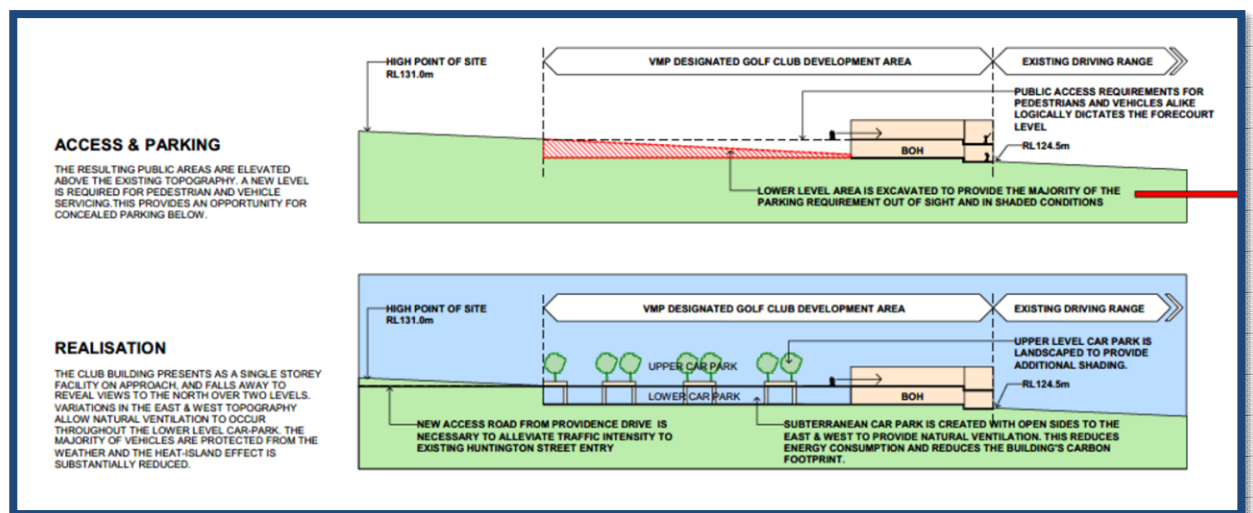 HIGH POINT OF SITE
RL131.0m
VMP DESIGNATED GOLF CLUB DEVELOPMENT AREA
EXISTING DRIVING RANGE
PUBLIC ACCESS REQUIREMENTS FOR
PEDESTRIANS AND VEHICLES ALIKE
LOGICALLY DICTATES THE FORECOURT
LEVEL
ACCESS & PARKING
THE RESULTING PUBLIC AREAS ARE ELEVATED
ABOVE THE EXISTING TOPOGRAPHY. A NEW LEVEL
IS REQUIRED FOR PEDESTRIAN AND VEHICLE
SERVICING.THIS PROVIDES AN OPPORTUNITY FOR
CONCEALED PARKING BELOW.
BOH
RL124.5m
LOWER LEVEL AREA IS EXCAVATED TO PROVIDE THE MAJORITY OF THE
PARKING REQUIREMENT OUT OF SIGHT AND IN SHADED CONDITIONS
HIGH POINT OF SITE
RL131.0m
VMP DESIGNATED GOLF CLUB DEVELOPMENT AREA
EXISTING DRIVING RANGE
REALISATION
THE CLUB BUILDING PRESENTS AS A SINGLE STOREY
FACILITY ON APPROACH, AND FALLS AWAY TO
REVEAL VIEWS TO THE NORTH OVER TWO LEVELS.
VARIATIONS IN THE EAST & WEST TOPOGRAPHY
ALLOW NATURAL VENTILATION TO OCCUR
THROUGHOUT THE LOWER LEVEL CAR-PARK. THE
MAJORITY OF VEHICLES ARE PROTECTED FROM THE
WEATHER AND THE HEAT-ISLAND EFFECT IS
SUBSTANTIALLY REDUCED.
UPPER CAR PARK
LOWER CAR PARK
BOH
UPPER LEVEL CAR PARK IS
LANDSCAPED TO PROVIDE
ADDITIONAL SHADING.
RL124.5m
NEW ACCESS ROAD FROM PROVIDENCE DRIVE IS
NECESSARY TO ALLEVIATE TRAFFIC INTENSITY TO
EXISTING HUNTINGTON STREET ENTRY
SUBTERRANEAN CAR PARK IS CREATED WITH OPEN SIDES TO THE
EAST & WEST TO PROVIDE NATURAL VENTILATION. THIS REDUCES
ENERGY CONSUMPTION AND REDUCES THE BUILDING'S CARBON
FOOTPRINT.